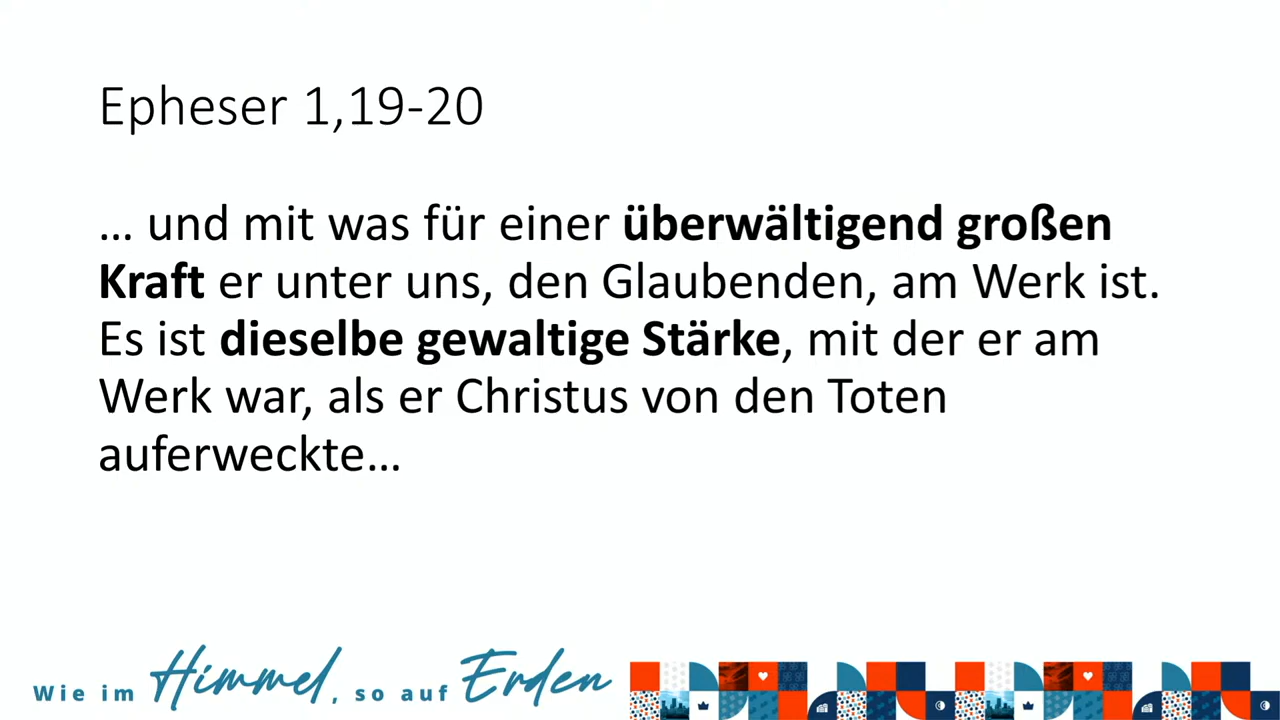 Epheser 1,19-20
... und mit was für einer überwältigend großen
Kraft er unter uns, den Glaubenden, am Werk ist.
Es ist dieselbe gewaltige Stärke, mit der er am
Werk war, als er Christus von den Toten
auferweckte...
Wie im Himmel, so auf Erden